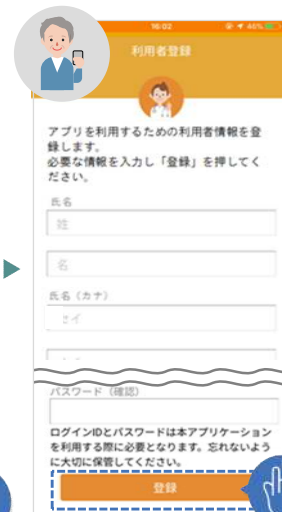 16:02
46%
利用者登録
アプリを利用するための利用者情報を登
録します。
必要な情報を入力し「登録」を押してく
ださい。
氏名
姓
名
氏名（カナ）
セイ
パスワード（確認）
ログインIDとパスワードは本アプリケーション
を利用する際に必要となります。忘れないよう
に大切に保管してください。
登録